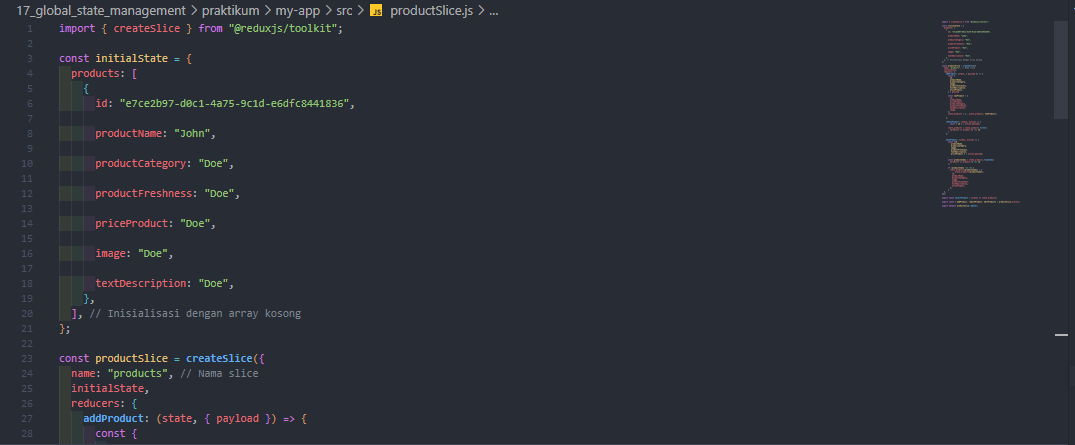 17_global_state_management > praktikum > my-app > src > JS productSlice.js > ...
1 import { createSlice } from "@reduxjs/toolkit";
2
3 const initialState = {
4 products: [
5 {
6 id: "e7ce2b97-d0c1-4a75-9c1d-e6dfc8441836",
7
8 productName: "John",
9
10 productCategory: "Doe",
11
12 productFreshness: "Doe",
13
14 priceProduct: "Doe",
15
16 image: "Doe",
17
18 textDescription: "Doe",
19 },
20 ], // Inisialisasi dengan array kosong
21 };
22
23 const productSlice = createSlice({
24 name: "products", // Nama slice
25 initialState,
26 reducers: {
27 addProduct: (state, { payload }) => {
28 const {